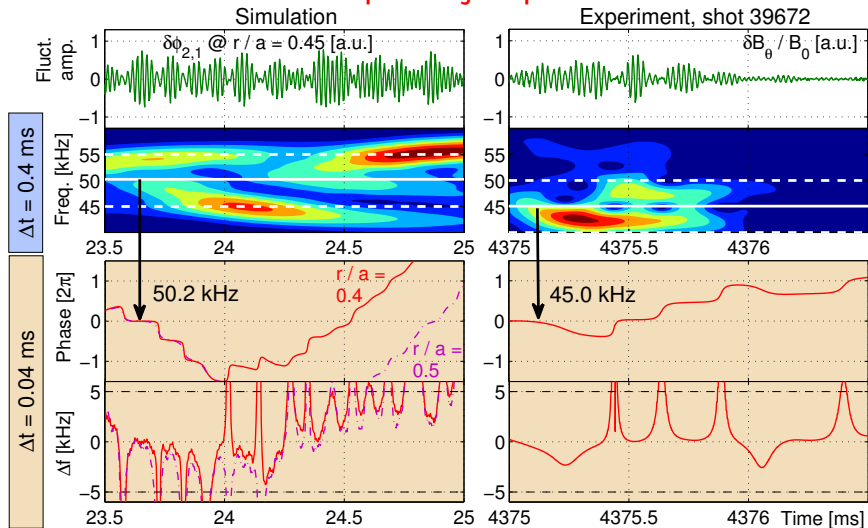 Simulation
Experiment, shot 39672
Fluct.
amp.
1
0
−1
δϕ2,1 @ r / a = 0.45 [a.u.]
δBθ / B0 [a.u.]
Δt = 0.4 ms
Freq. [kHz]
55
50
45
55
50
45
23.5
24
24.5
25
4375
4375.5
4376
Δt = 0.04 ms
Phase [2π]
1
0
−1
50.2 kHz
r / a =
0.4
r / a =
0.5
1
0
−1
45.0 kHz
Δf [kHz]
5
0
−5
5
0
−5
23.5
24
24.5
25
4375
4375.5
4376
Time [ms]